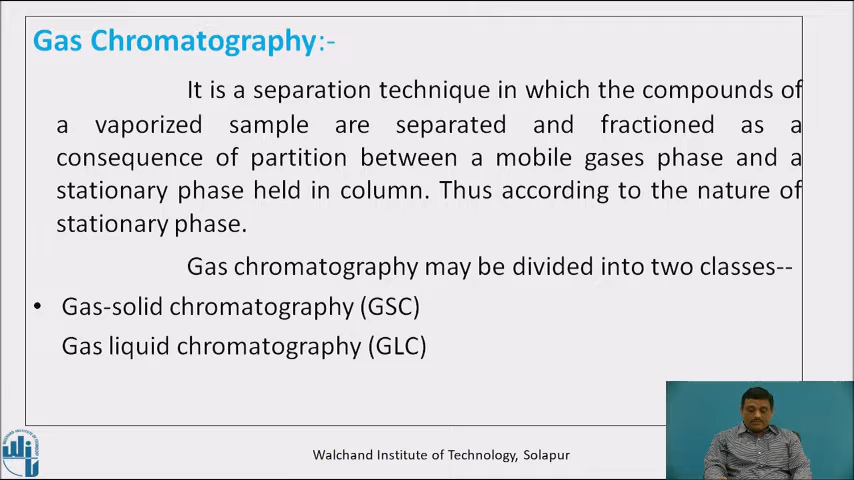 Gas Chromatography:-
It is a separation technique in which the compounds of
a vaporized sample are separated and fractioned as a
consequence of partition between a mobile gases phase and a
stationary phase held in column. Thus according to the nature of
stationary phase.
Gas chromatography may be divided into two classes--
• Gas-solid chromatography (GSC)
Gas liquid chromatography (GLC)
Walchand Institute of Technology, Solapur